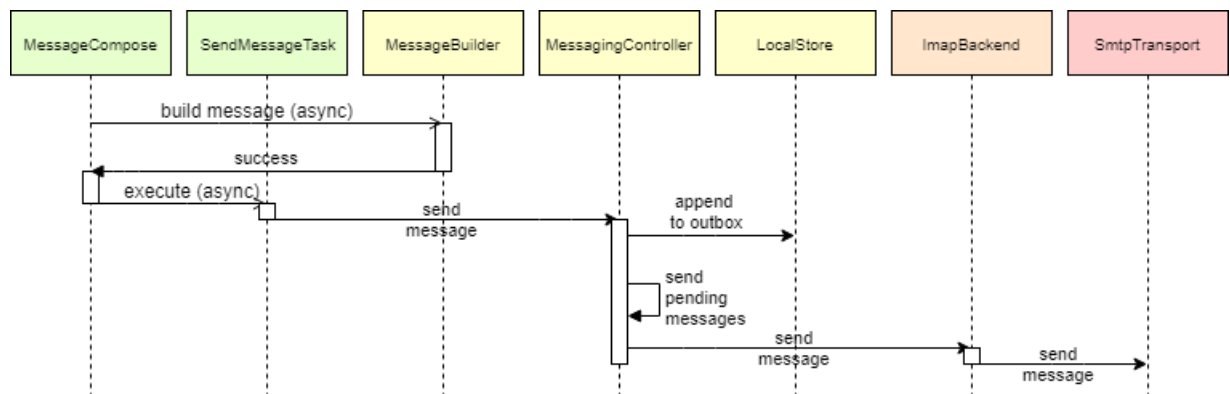 MessageCompose
SendMessageTask
MessageBuilder
MessagingController
LocalStore
ImapBackend
SmtpTransport
build message (async)
success
execute (async)
send
message
append
to outbox
send
pending
messages
send
message
send
message